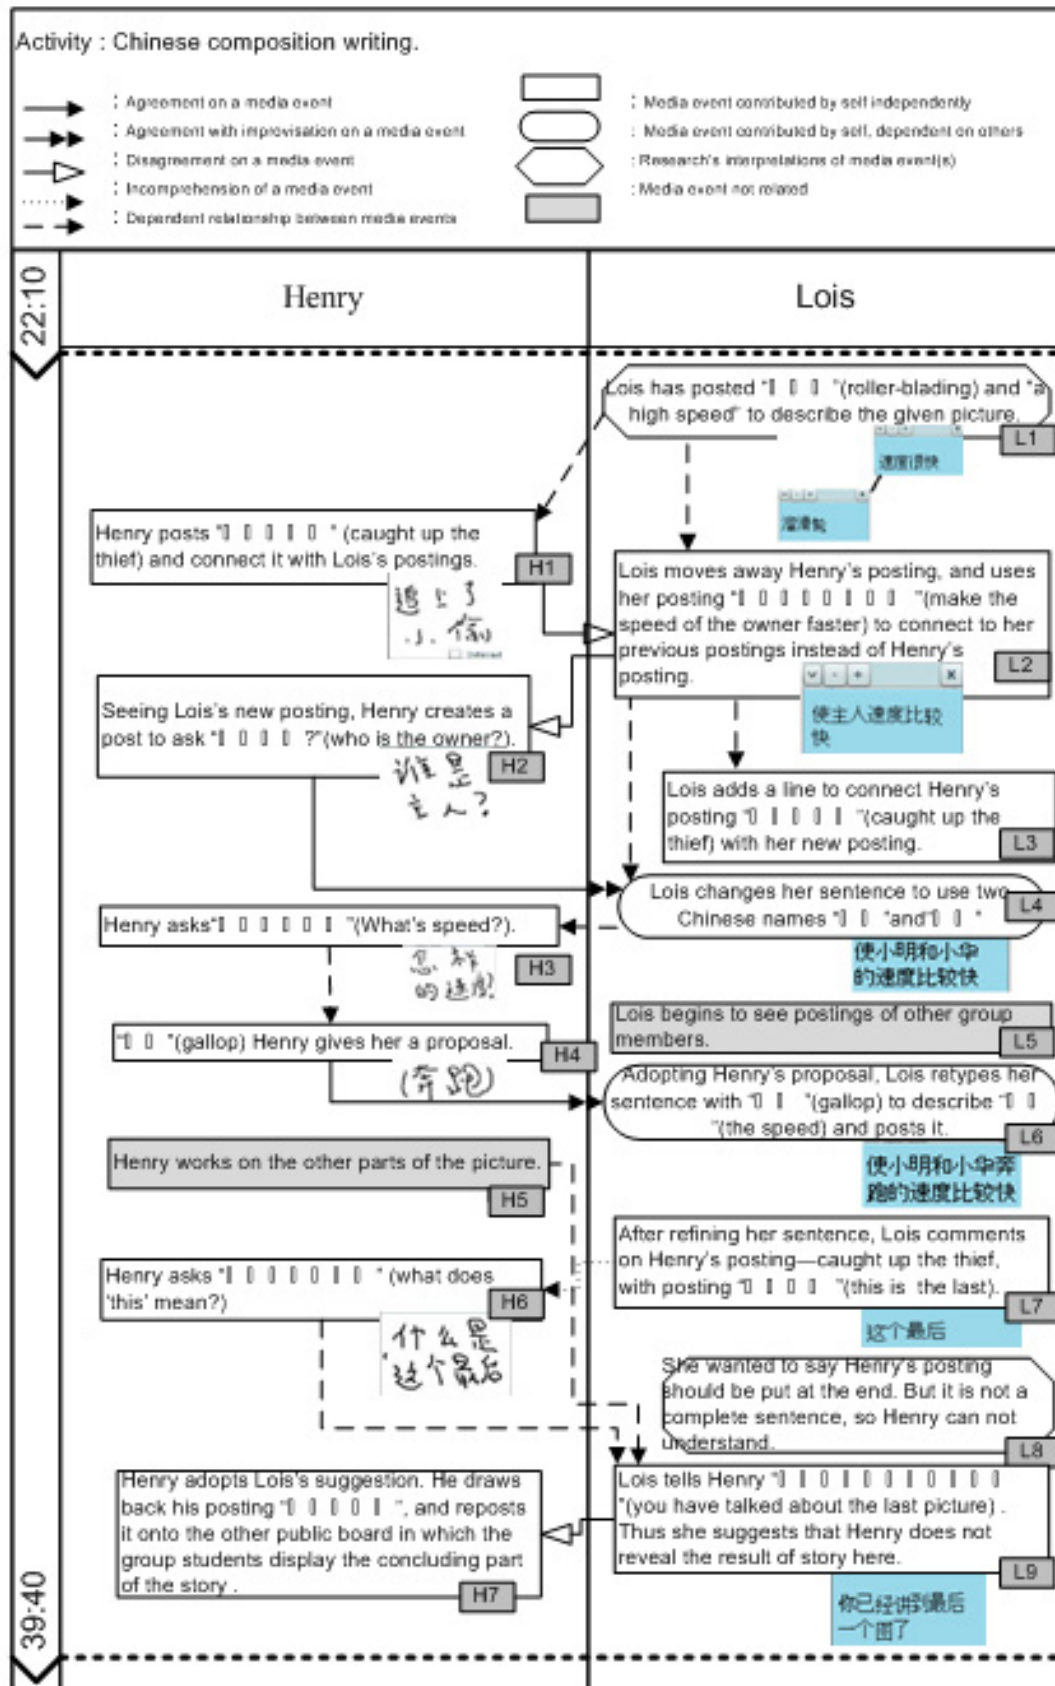 Activity : Chinese composition writing.
: Agreement on a media event
: Agreement with improvisation on a media event
: Disagreement on a media event
: Incomprehension of a media event
: Dependent relationship between media events
: Media event contributed by self independently
: Media event contributed by self, dependent on others
: Research's interpretations of media event(s)
: Media event not related
22:10
Henry
Lois
Lois has posted "▯ ▯ ▯"(roller-blading) and "a
high speed" to describe the given picture.
L1
速度很快
溜滑轮
Henry posts "▯ ▯ ▯ ▯ ▯" (caught up the
thief) and connect it with Lois's postings.
H1
追上了
小偷
Lois moves away Henry's posting, and uses
her posting "▯ ▯ ▯ ▯ ▯ ▯ ▯ ▯"(make the
speed of the owner faster) to connect to her
previous postings instead of Henry's
posting.
L2
使主人速度比较
快
Seeing Lois's new posting, Henry creates a
post to ask "▯ ▯ ▯ ▯ ?"(who is the owner?).
H2
谁是
主人?
Lois adds a line to connect Henry's
posting "▯ ▯ ▯ ▯ ▯"(caught up the
thief) with her new posting.
L3
Lois changes her sentence to use two
Chinese names "▯ ▯ "and"▯ ▯ "
L4
使小明和小华
的速度比较快
Henry asks"▯ ▯ ▯ ▯ ▯ "(What's speed?).
H3
的速度?
Lois begins to see postings of other group
members.
L5
"▯ ▯ "(gallop) Henry gives her a proposal.
H4
(奔跑)
Adopting Henry's proposal, Lois retypes her
sentence with "▯ ▯ "(gallop) to describe "▯ ▯
"(the speed) and posts it.
L6
使小明和小华奔
跑的速度比较快
Henry works on the other parts of the picture.
H5
After refining her sentence, Lois comments
on Henry's posting—caught up the thief,
with posting "▯ ▯ ▯ ▯ "(this is the last).
L7
这个最后
Henry asks "▯ ▯ ▯ ▯ ▯ ▯ ▯" (what does
'this' mean?)
H6
什么是
这个最后
She wanted to say Henry's posting
should be put at the end. But it is not a
complete sentence, so Henry can not
understand.
L8
Lois tells Henry "▯ ▯ ▯ ▯ ▯ ▯ ▯ ▯ ▯ ▯ ▯
"(you have talked about the last picture) .
Thus she suggests that Henry does not
reveal the result of story here.
L9
你已经讲到最后
一个图了
Henry adopts Lois's suggestion. He draws
back his posting "▯ ▯ ▯ ▯ ▯", and reposts
it onto the other public board in which the
group students display the concluding part
of the story .
H7
39:40